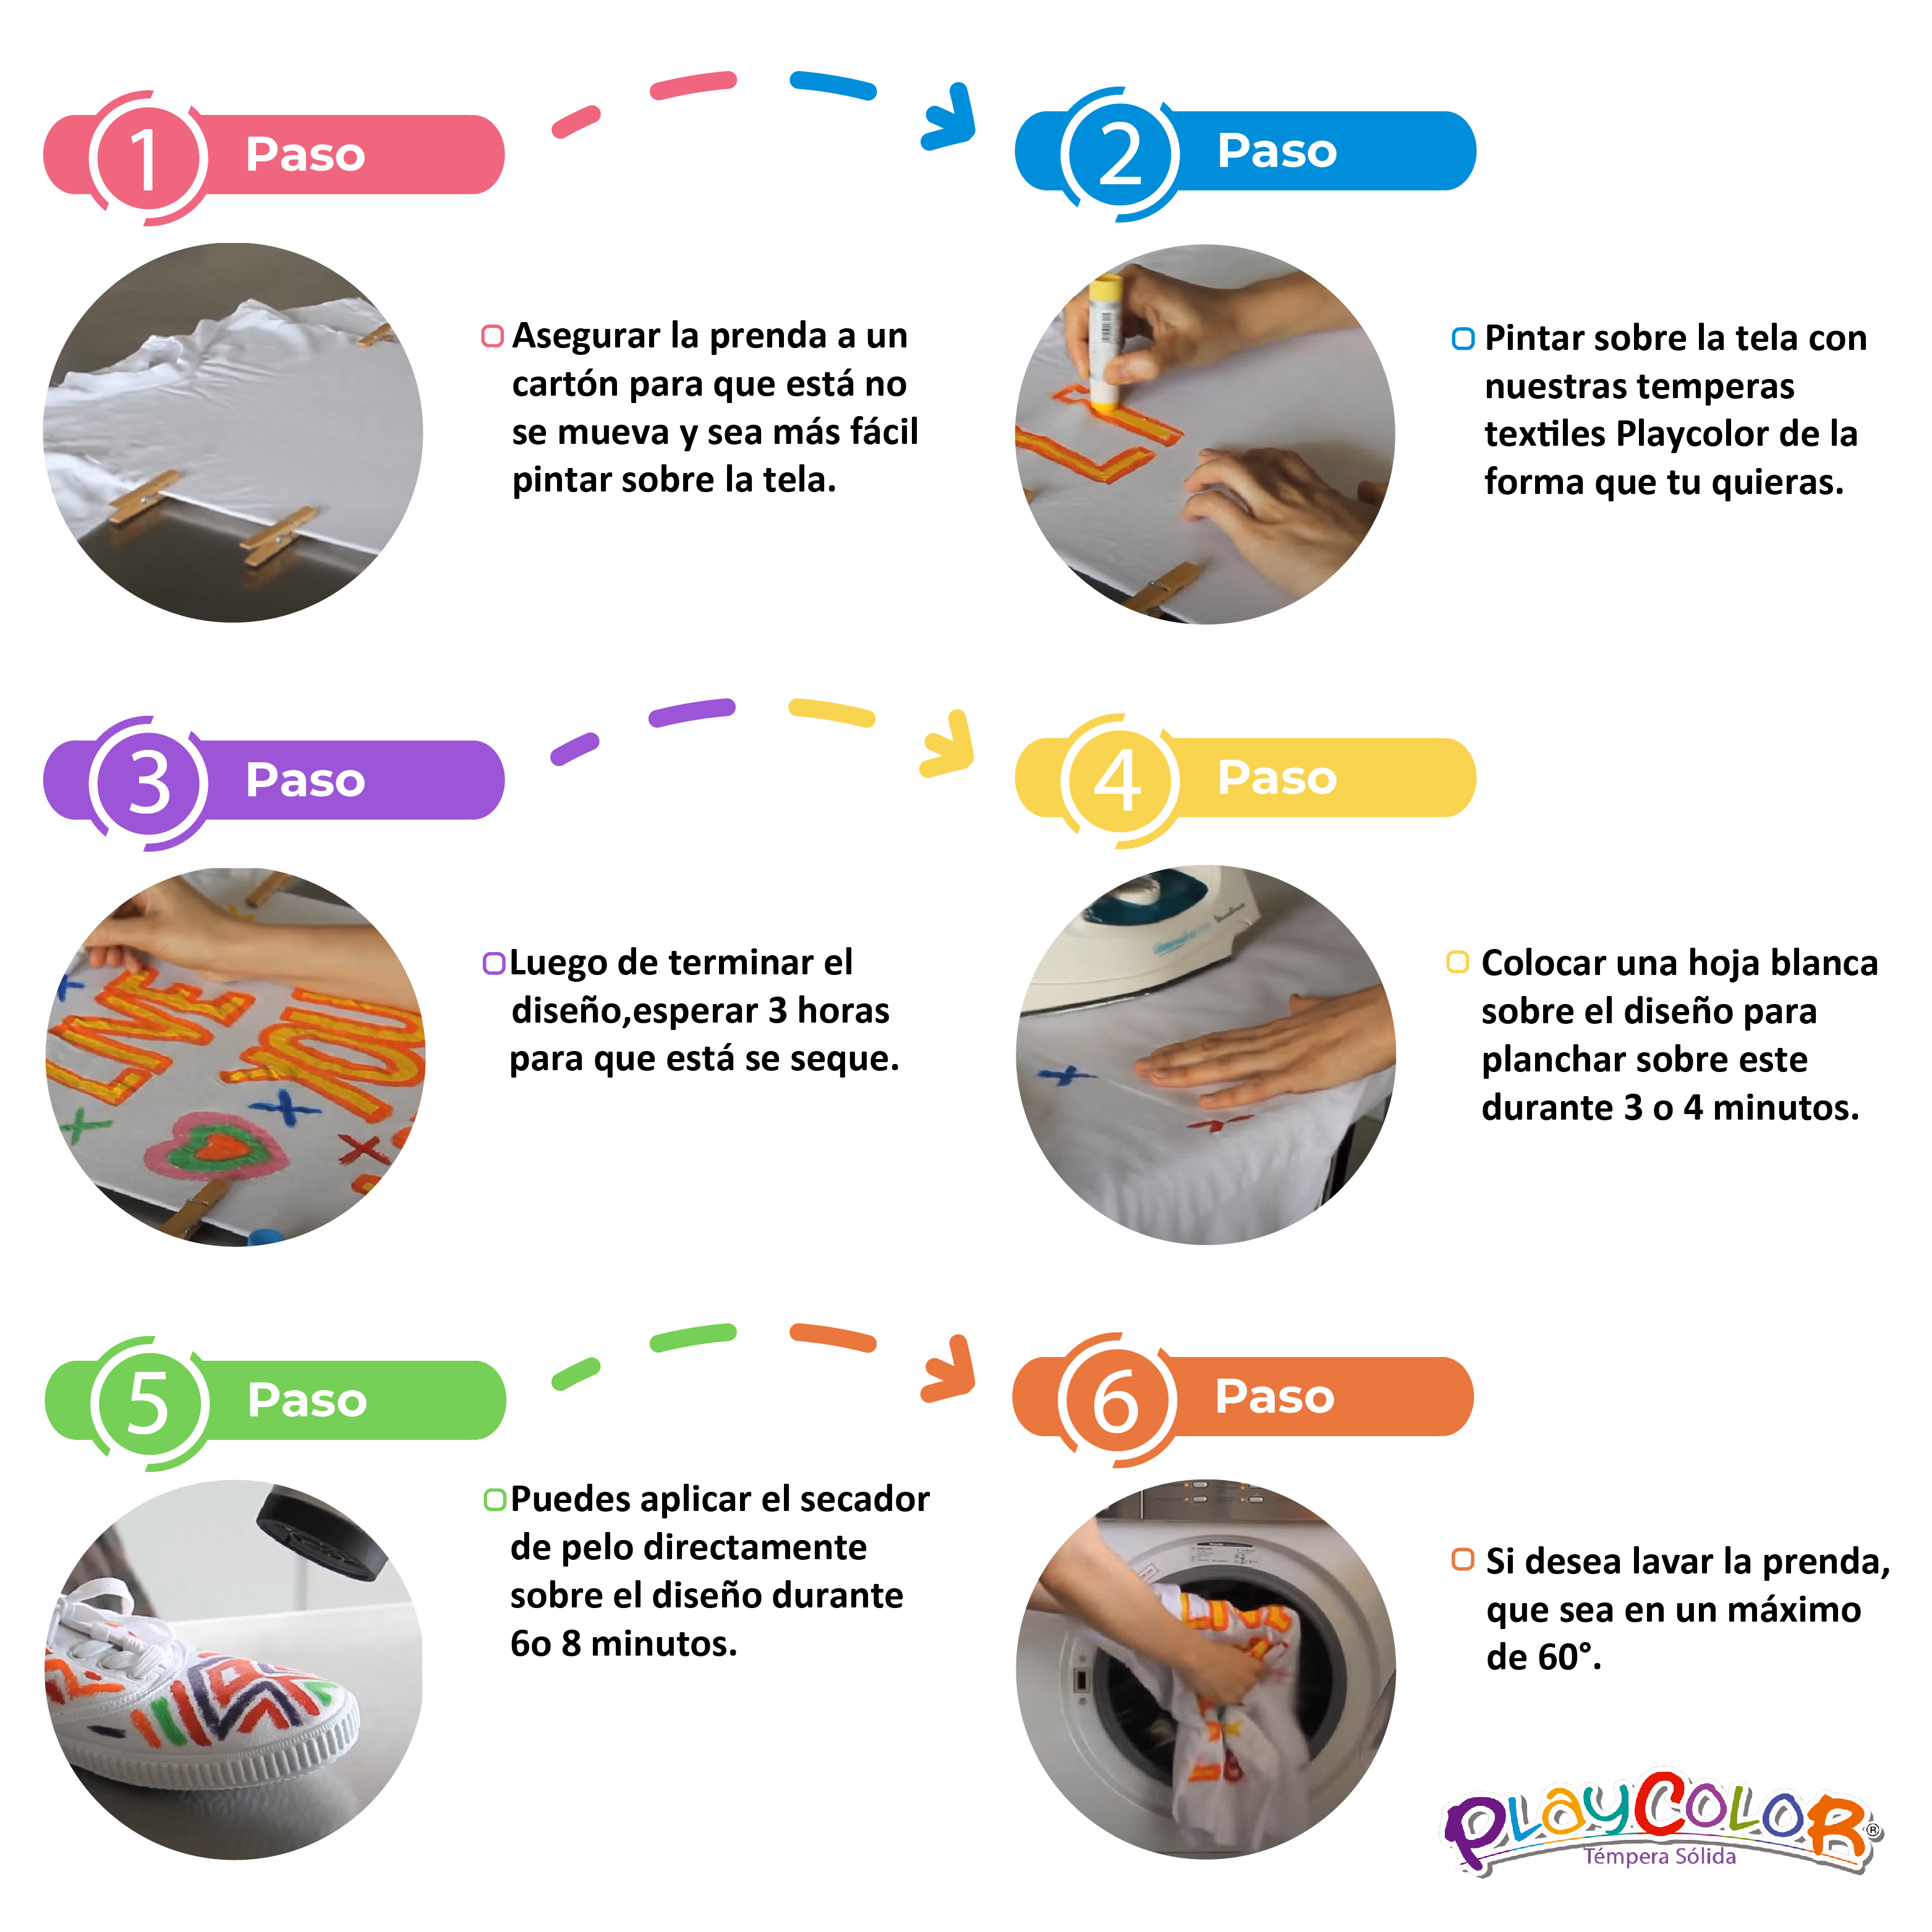 1 Paso
2 Paso
Asegurar la prenda a un
cartón para que está no
se mueva y sea más fácil
pintar sobre la tela.
Pintar sobre la tela con
nuestras temperas
textiles Playcolor de la
forma que tu quieras.
3 Paso
4 Paso
LIVE
YOU
Luego de terminar el
diseño,esperar 3 horas
para que está se seque.
Colocar una hoja blanca
sobre el diseño para
planchar sobre este
durante 3 o 4 minutos.
5 Paso
6 Paso
Puedes aplicar el secador
de pelo directamente
sobre el diseño durante
6o 8 minutos.
Si desea lavar la prenda,
que sea en un máximo
de 60°.
PLAYCOLOR®
Témpera Sólida